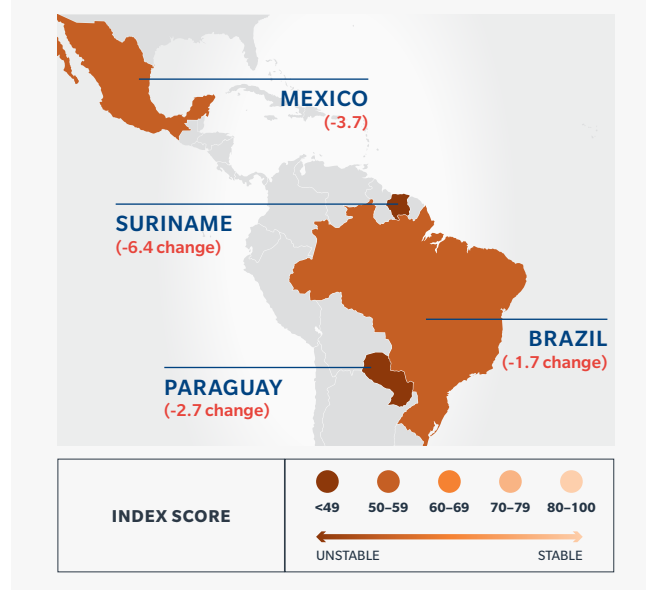 MEXICO
(-3.7)
SURINAME
(-6.4 change)
BRAZIL
(-1.7 change)
PARAGUAY
(-2.7 change)
INDEX SCORE
<49 50–59 60–69 70–79 80–100
UNSTABLE STABLE